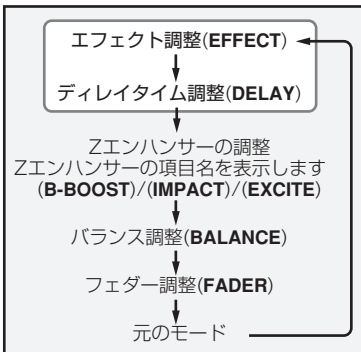 エフェクト調整(EFFECT)
ディレイタイム調整(DELAY)
Zエンハンサーの調整
Zエンハンサーの項目名を表示します
(B-BOOST)/(IMPACT)/(EXCITE)
バランス調整(BALANCE)
フェダー調整(FADER)
元のモード